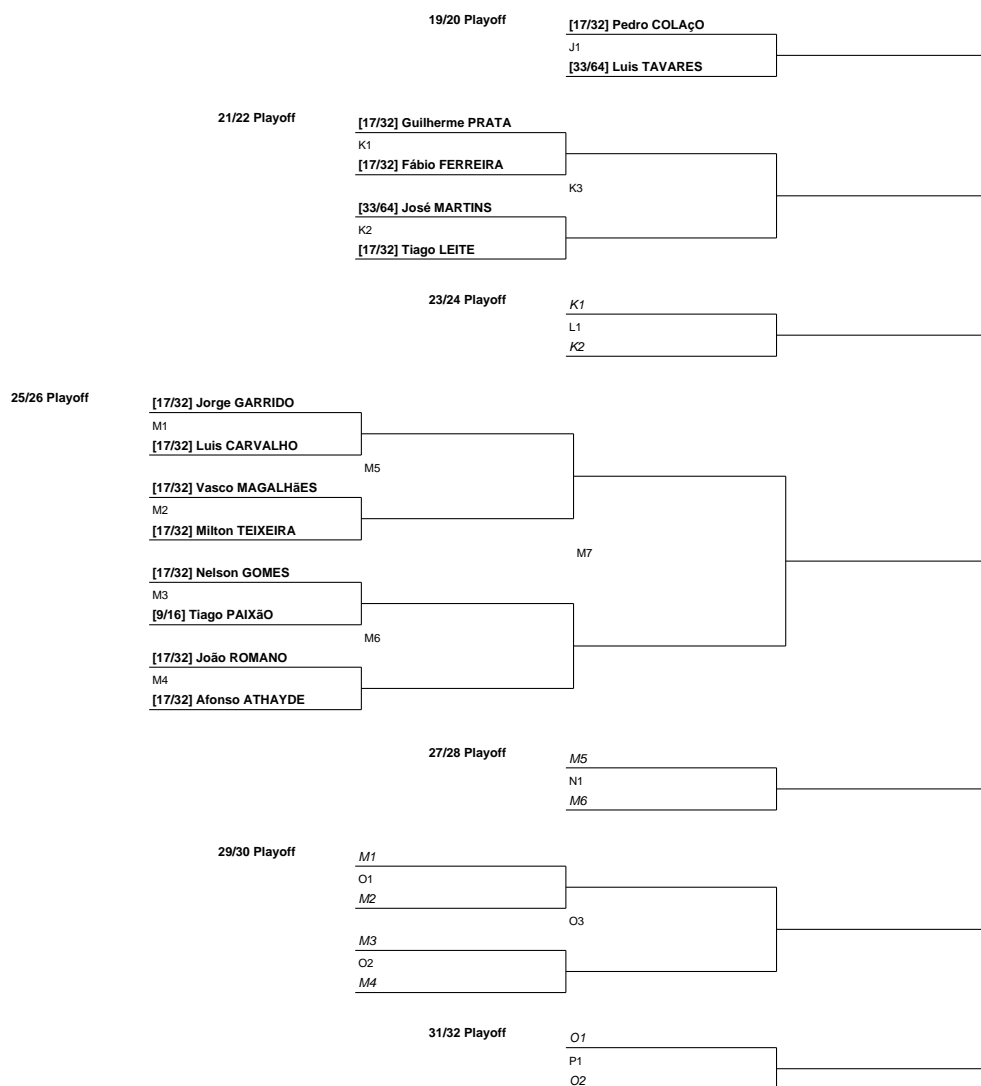 19/20 Playoff
[17/32] Pedro COLAçO
J1
[33/64] Luis TAVARES
21/22 Playoff
[17/32] Guilherme PRATA
K1
[17/32] Fábio FERREIRA
K3
[33/64] José MARTINS
K2
[17/32] Tiago LEITE
23/24 Playoff
K1
L1
K2
25/26 Playoff
[17/32] Jorge GARRIDO
M1
[17/32] Luis CARVALHO
M5
[17/32] Vasco MAGALHãES
M2
[17/32] Milton TEIXEIRA
M7
[17/32] Nelson GOMES
M3
[9/16] Tiago PAIXãO
M6
[17/32] João ROMANO
M4
[17/32] Afonso ATHAYDE
27/28 Playoff
M5
N1
M6
29/30 Playoff
M1
O1
M2
O3
M3
O2
M4
31/32 Playoff
O1
P1
O2